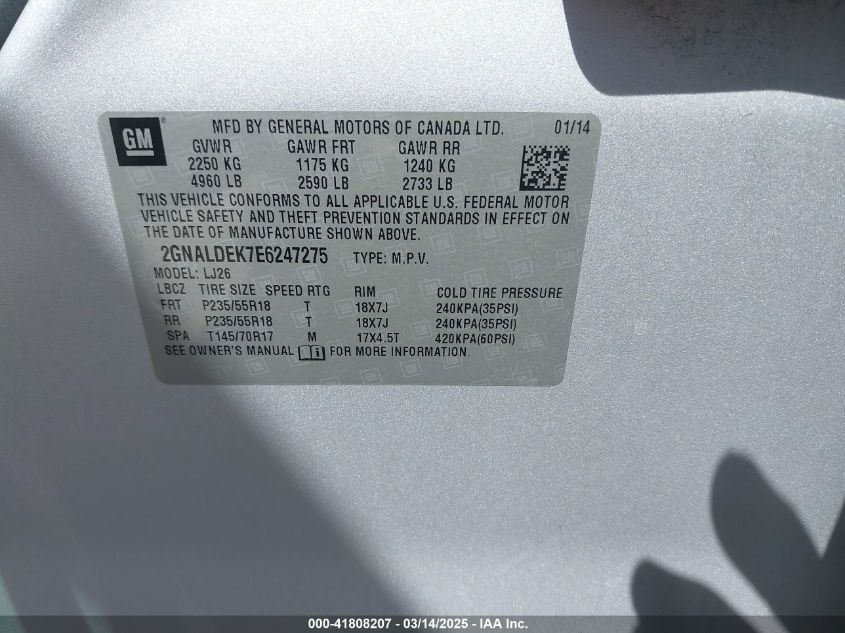 GM
MFD BY GENERAL MOTORS OF CANADA LTD. 01/14
GVWR GAWR FRT GAWR RR
2250 KG 1175 KG 1240 KG
4960 LB 2590 LB 2733 LB
THIS VEHICLE CONFORMS TO ALL APPLICABLE U.S. FEDERAL MOTOR
VEHICLE SAFETY AND THEFT PREVENTION STANDARDS IN EFFECT ON
THE DATE OF MANUFACTURE SHOWN ABOVE.
2GNALDEK7E6247275 TYPE: M.P.V.
MODEL: LJ26
LBCZ TIRE SIZE SPEED RTG RIM COLD TIRE PRESSURE
FRT P235/55R18 T 18X7J 240KPA(35PSI)
RR P235/55R18 T 18X7J 240KPA(35PSI)
SPA T145/70R17 M 17X4.5T 420KPA(60PSI)
SEE OWNER'S MANUAL i FOR MORE INFORMATION
000-41808207 - 03/14/2025 - IAA Inc.